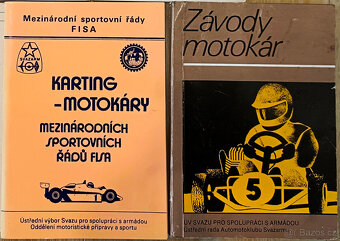 Mezinárodní sportovní řády
FISA
SVAZARM
KARTING
-MOTOKÁRY
MEZINÁRODNÍCH
SPORTOVNÍCH
ŘÁDŮ FISA
Ústřední výbor Svazu pro spolupráci s armádou
Oddělení motoristické přípravy a sportu
Závody
motokár
5
ÚV SVAZU PRO SPOLUPRÁCI S ARMÁDOU
Ústřední rada Automotoklubu Svazarmu